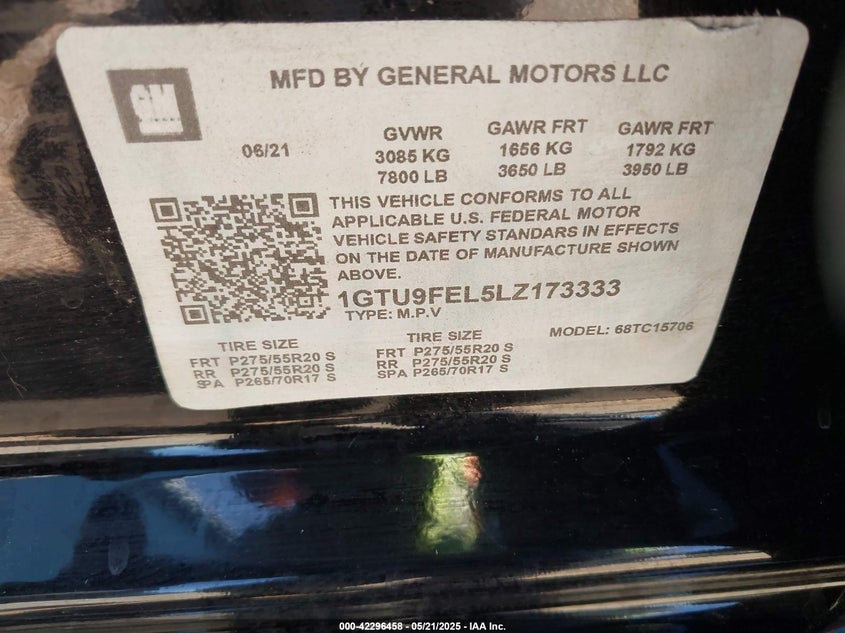 GM
MFD BY GENERAL MOTORS LLC
06/21
GVWR
3085 KG
7800 LB
GAWR FRT
1656 KG
3650 LB
GAWR FRT
1792 KG
3950 LB
THIS VEHICLE CONFORMS TO ALL
APPLICABLE U.S. FEDERAL MOTOR
VEHICLE SAFETY STANDARS IN EFFECTS
ON THE DATE OF MANUFACTURE SHOWN
ABOVE.
1GTU9FEL5LZ173333
TYPE: M.P.V
MODEL: 68TC15706
TIRE SIZE
FRT P275/55R20 S
RR P275/55R20 S
SPA P265/70R17 S
TIRE SIZE
FRT P275/55R20 S
RR P275/55R20 S
SPA P265/70R17 S
000-42296458 - 05/21/2025 - IAA Inc.